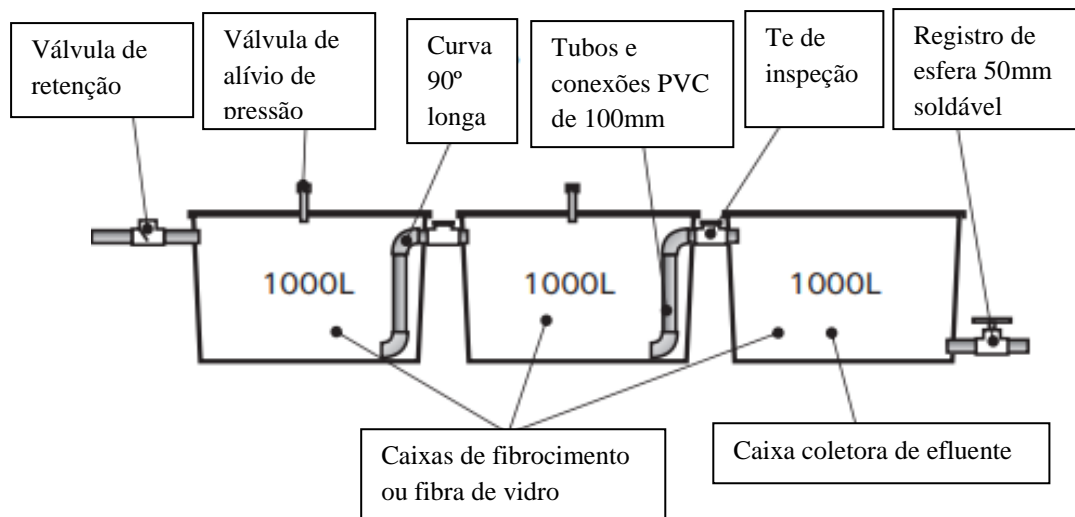 Válvula de
retenção
Válvula de
alívio de
pressão
Curva
90º
longa
Tubos e
conexões PVC
de 100mm
Te de
inspeção
Registro de
esfera 50mm
soldável
1000L
1000L
1000L
Caixas de fibrocimento
ou fibra de vidro
Caixa coletora de efluente